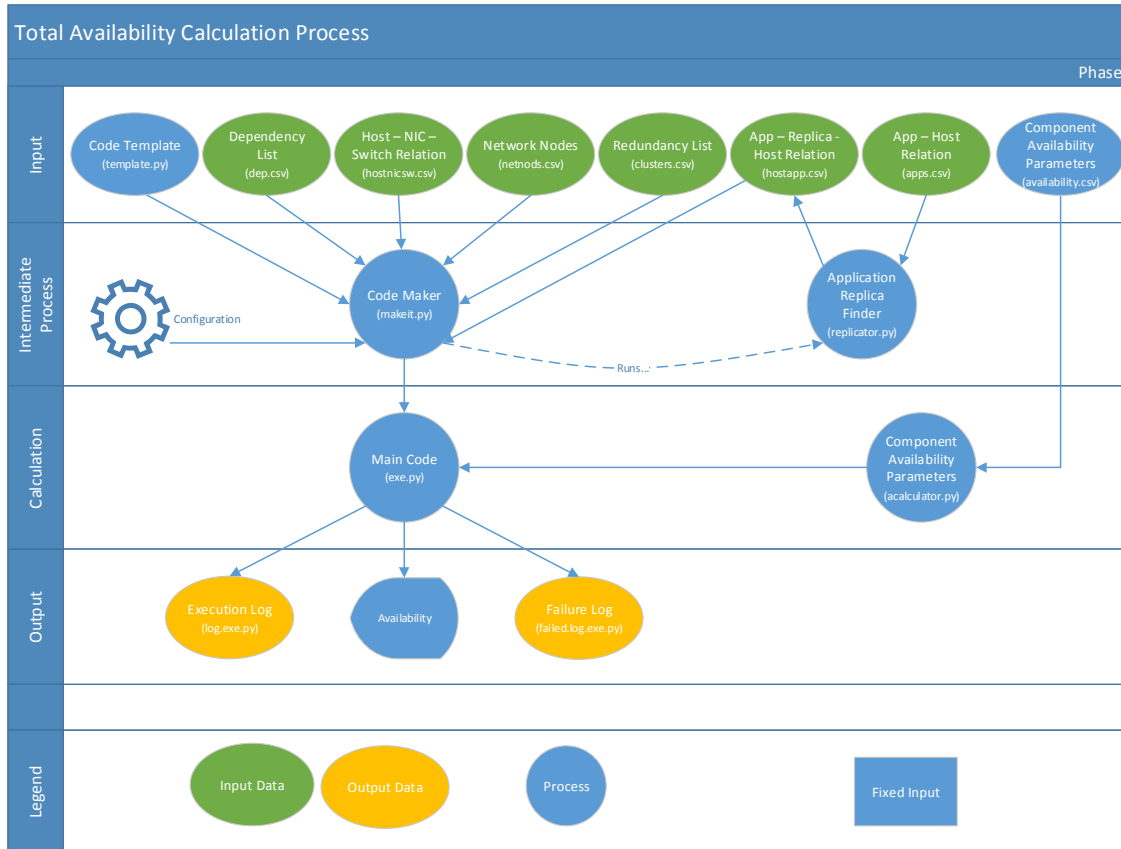 Total Availability Calculation Process
Phase
Input
Code Template
(template.py)
Dependency
List
(dep.csv)
Host – NIC –
Switch Relation
(hostnicsw.csv)
Network Nodes
(netnods.csv)
Redundancy List
(clusters.csv)
App – Replica -
Host Relation
(hostapp.csv)
App – Host
Relation
(apps.csv)
Component
Availability
Parameters
(availability.csv)
Intermediate
Process
Configuration
Code Maker
(makeit.py)
Application
Replica
Finder
(replicator.py)
Runs...
Calculation
Main Code
(exe.py)
Component
Availability
Parameters
(acalculator.py)
Output
Execution Log
(log.exe.py)
Availability
Failure Log
(failed.log.exe.py)
Legend
Input Data
Output Data
Process
Fixed Input